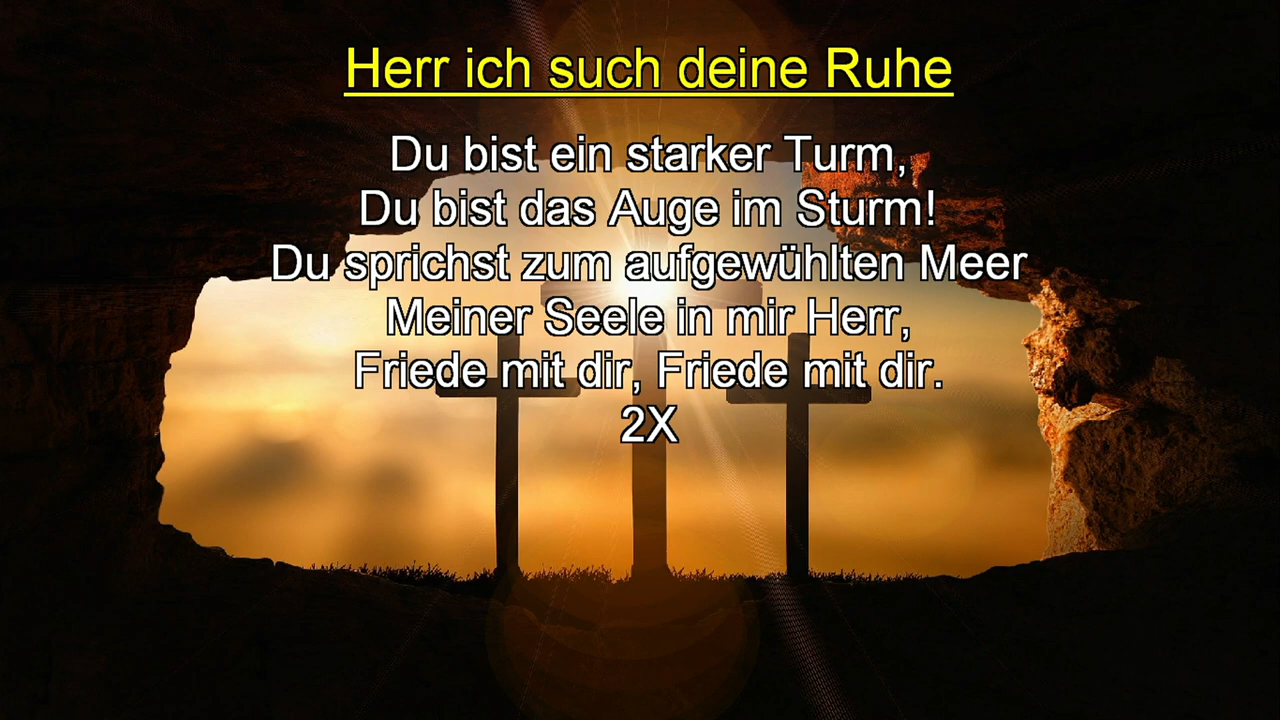 Herr ich such deine Ruhe
Du bist ein starker Turm,
Du bist das Auge im Sturm!
Du sprichst zum aufgewühlten Meer
Meiner Seele in mir Herr,
Friede mit dir, Friede mit dir.
2X